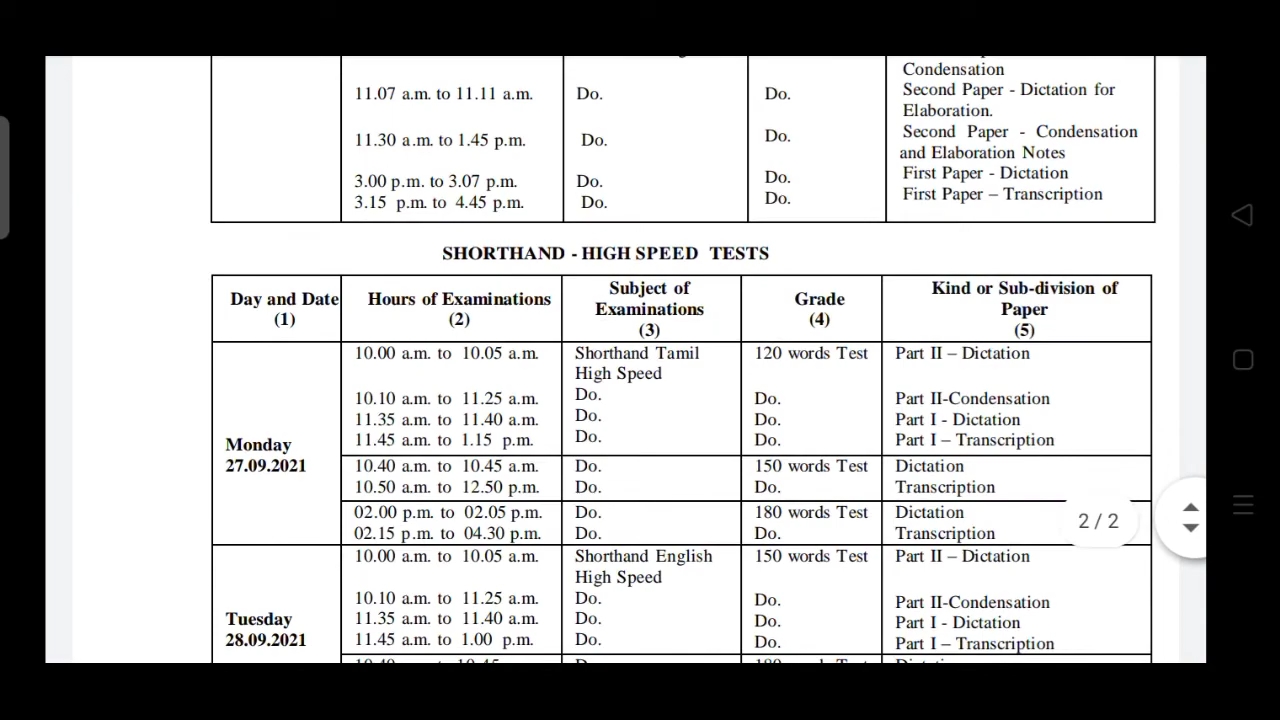 Condensation
11.07 a.m. to 11.11 a.m. Do. Do. Second Paper - Dictation for
Elaboration.
11.30 a.m. to 1.45 p.m. Do. Do. Second Paper - Condensation
and Elaboration Notes
3.00 p.m. to 3.07 p.m. Do. Do. First Paper - Dictation
3.15 p.m. to 4.45 p.m. Do. Do. First Paper – Transcription
SHORTHAND - HIGH SPEED TESTS
Day and Date (1) Hours of Examinations (2) Subject of Examinations (3) Grade (4) Kind or Sub-division of Paper (5)
10.00 a.m. to 10.05 a.m. Shorthand Tamil 120 words Test Part II – Dictation
High Speed
10.10 a.m. to 11.25 a.m. Do. Do. Part II-Condensation
11.35 a.m. to 11.40 a.m. Do. Do. Part I - Dictation
11.45 a.m. to 1.15 p.m. Do. Do. Part I – Transcription
Monday
27.09.2021
10.40 a.m. to 10.45 a.m. Do. 150 words Test Dictation
10.50 a.m. to 12.50 p.m. Do. Do. Transcription
02.00 p.m. to 02.05 p.m. Do. 180 words Test Dictation
02.15 p.m. to 04.30 p.m. Do. Do. Transcription
2 / 2
10.00 a.m. to 10.05 a.m. Shorthand English 150 words Test Part II – Dictation
High Speed
10.10 a.m. to 11.25 a.m. Do. Do. Part II-Condensation
11.35 a.m. to 11.40 a.m. Do. Do. Part I - Dictation
11.45 a.m. to 1.00 p.m. Do. Do. Part I – Transcription
Tuesday
28.09.2021